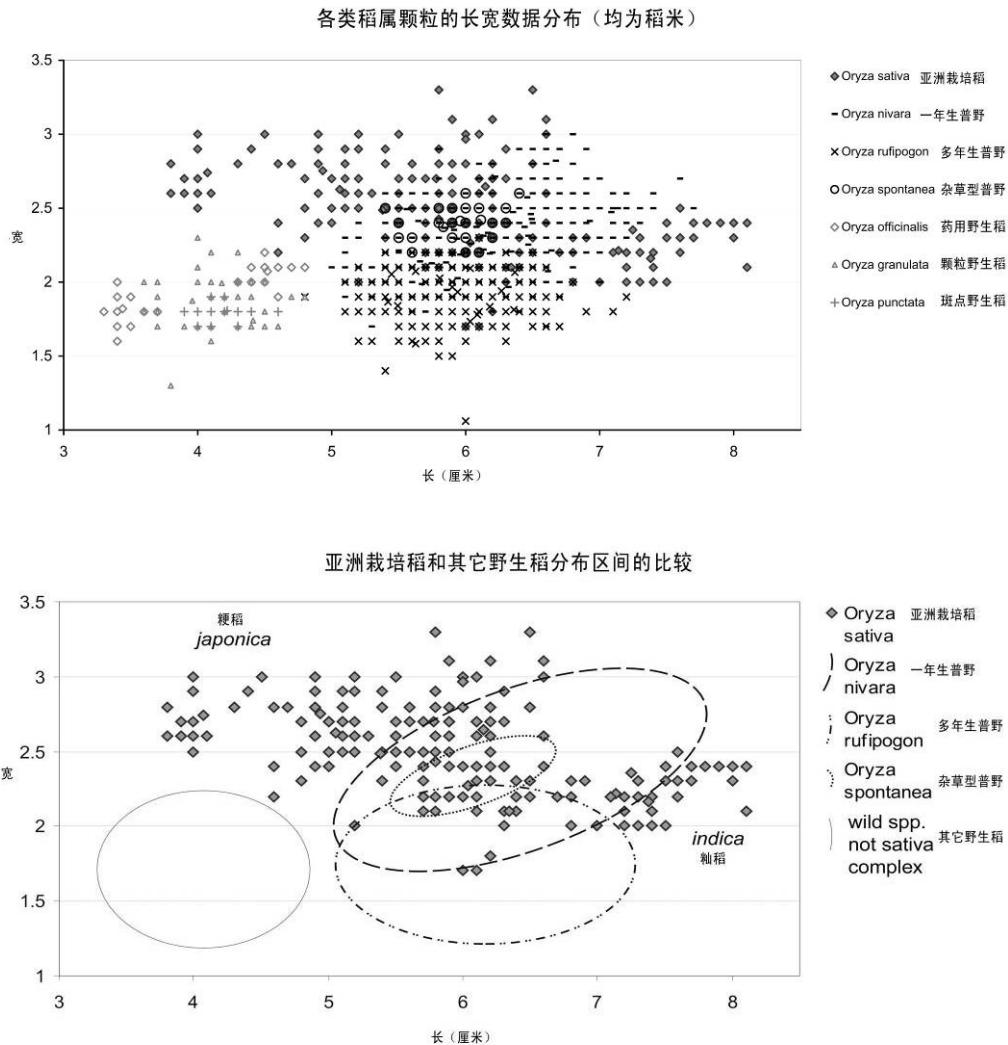 各类稻属颗粒的长宽数据分布（均为稻米）
3.5
3
2.5
2
1.5
1
宽
3 4 5 6 7 8
长（厘米）
Oryza sativa 亚洲栽培稻
Oryza nivara 一年生普野
Oryza rufipogon 多年生普野
Oryza spontanea 杂草型普野
Oryza officinalis 药用野生稻
Oryza granulata 颗粒野生稻
Oryza punctata 斑点野生稻
亚洲栽培稻和其它野生稻分布区间的比较
3.5
3
2.5
2
1.5
1
宽
粳稻
japonica
indica
籼稻
3 4 5 6 7 8
长（厘米）
Oryza 亚洲栽培稻
sativa
Oryza 一年生普野
nivara
Oryza 多年生普野
rufipogon
Oryza 杂草型普野
spontanea
wild spp.
not sativa 其它野生稻
complex